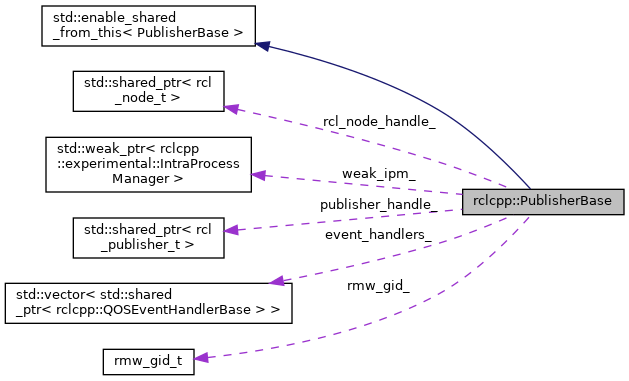 std::enable_shared
_from_this< PublisherBase >
std::shared_ptr< rcl
_node_t >
rcl_node_handle_
std::weak_ptr< rclcpp
::experimental::IntraProcess
Manager >
weak_ipm_
rclcpp::PublisherBase
publisher_handle_
std::shared_ptr< rcl
_publisher_t >
event_handlers_
std::vector< std::shared
_ptr< rclcpp::QOSEventHandlerBase > >
rmw_gid_
rmw_gid_t